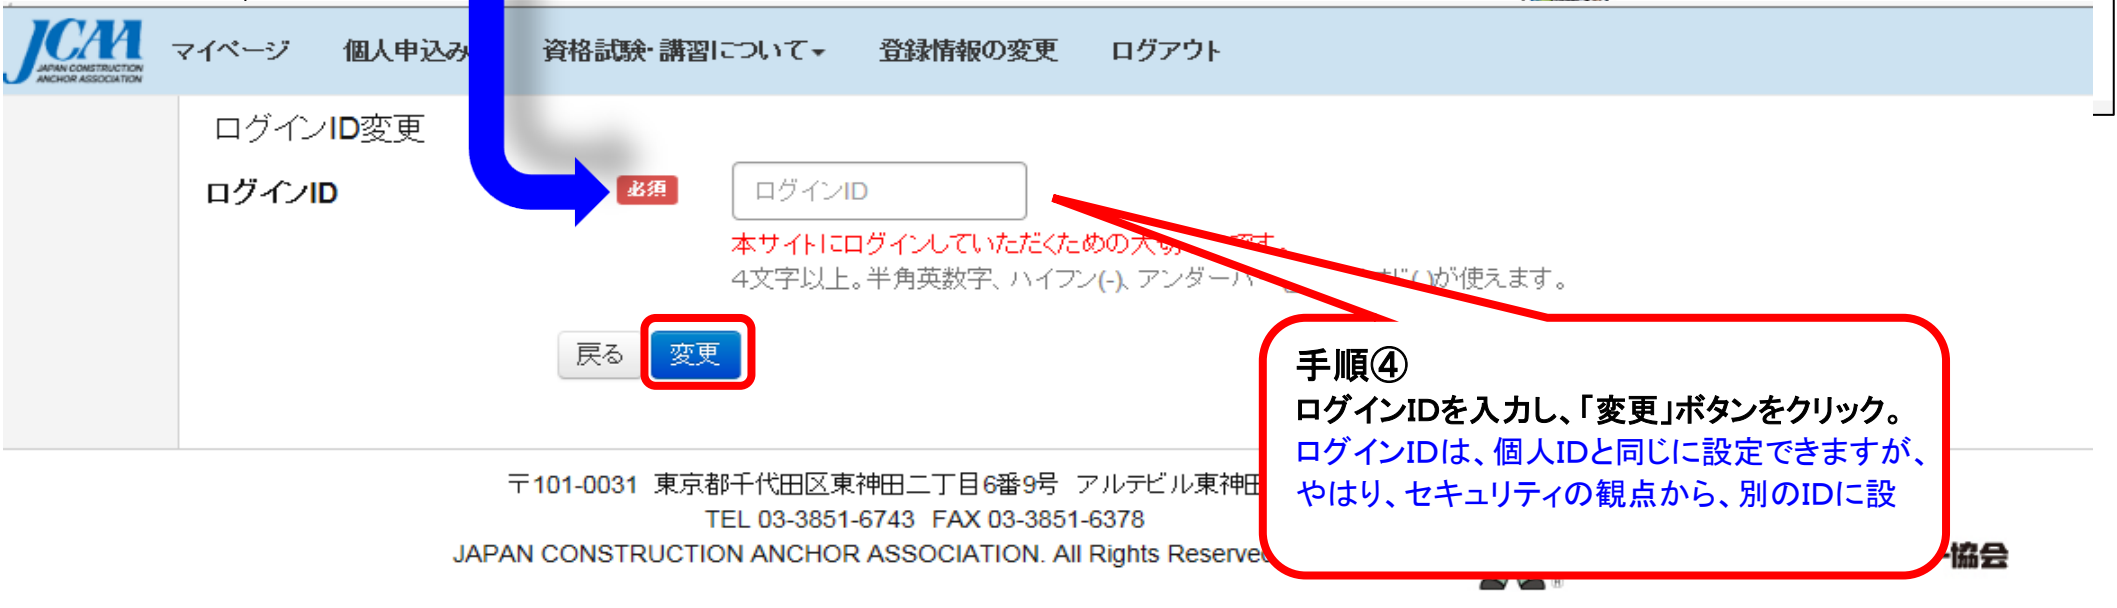 JCAA
JAPAN CONSTRUCTION
ANCHOR ASSOCIATION
マイページ 個人申込み 資格試験・講習について 登録情報の変更 ログアウト
ログインID変更
ログインID 必須 ログインID
本サイトにログインしていただくための大切 です。
4文字以上。半角英数字、ハイフン(-)、アンダーバー が使えます。
戻る 変更
手順④
ログインIDを入力し、「変更」ボタンをクリック。
ログインIDは、個人IDと同じに設定できますが、
やはり、セキュリティの観点から、別のIDに設
〒101-0031 東京都千代田区東神田二丁目6番9号 アルテビル東神田
TEL 03-3851-6743 FAX 03-3851-6378
JAPAN CONSTRUCTION ANCHOR ASSOCIATION. All Rights Reserve
協会